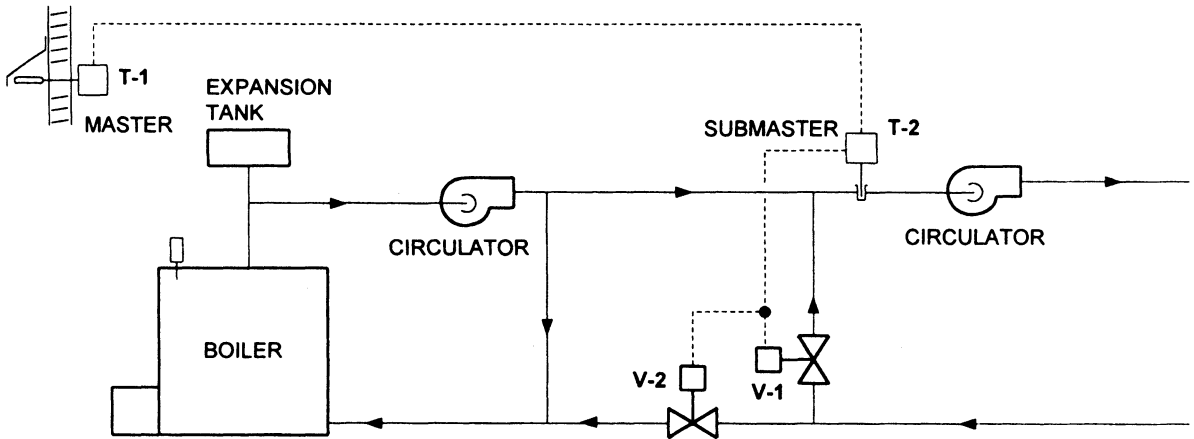 T-1
MASTER
EXPANSION
TANK
SUBMASTER
T-2
CIRCULATOR
CIRCULATOR
BOILER
V-2
V-1